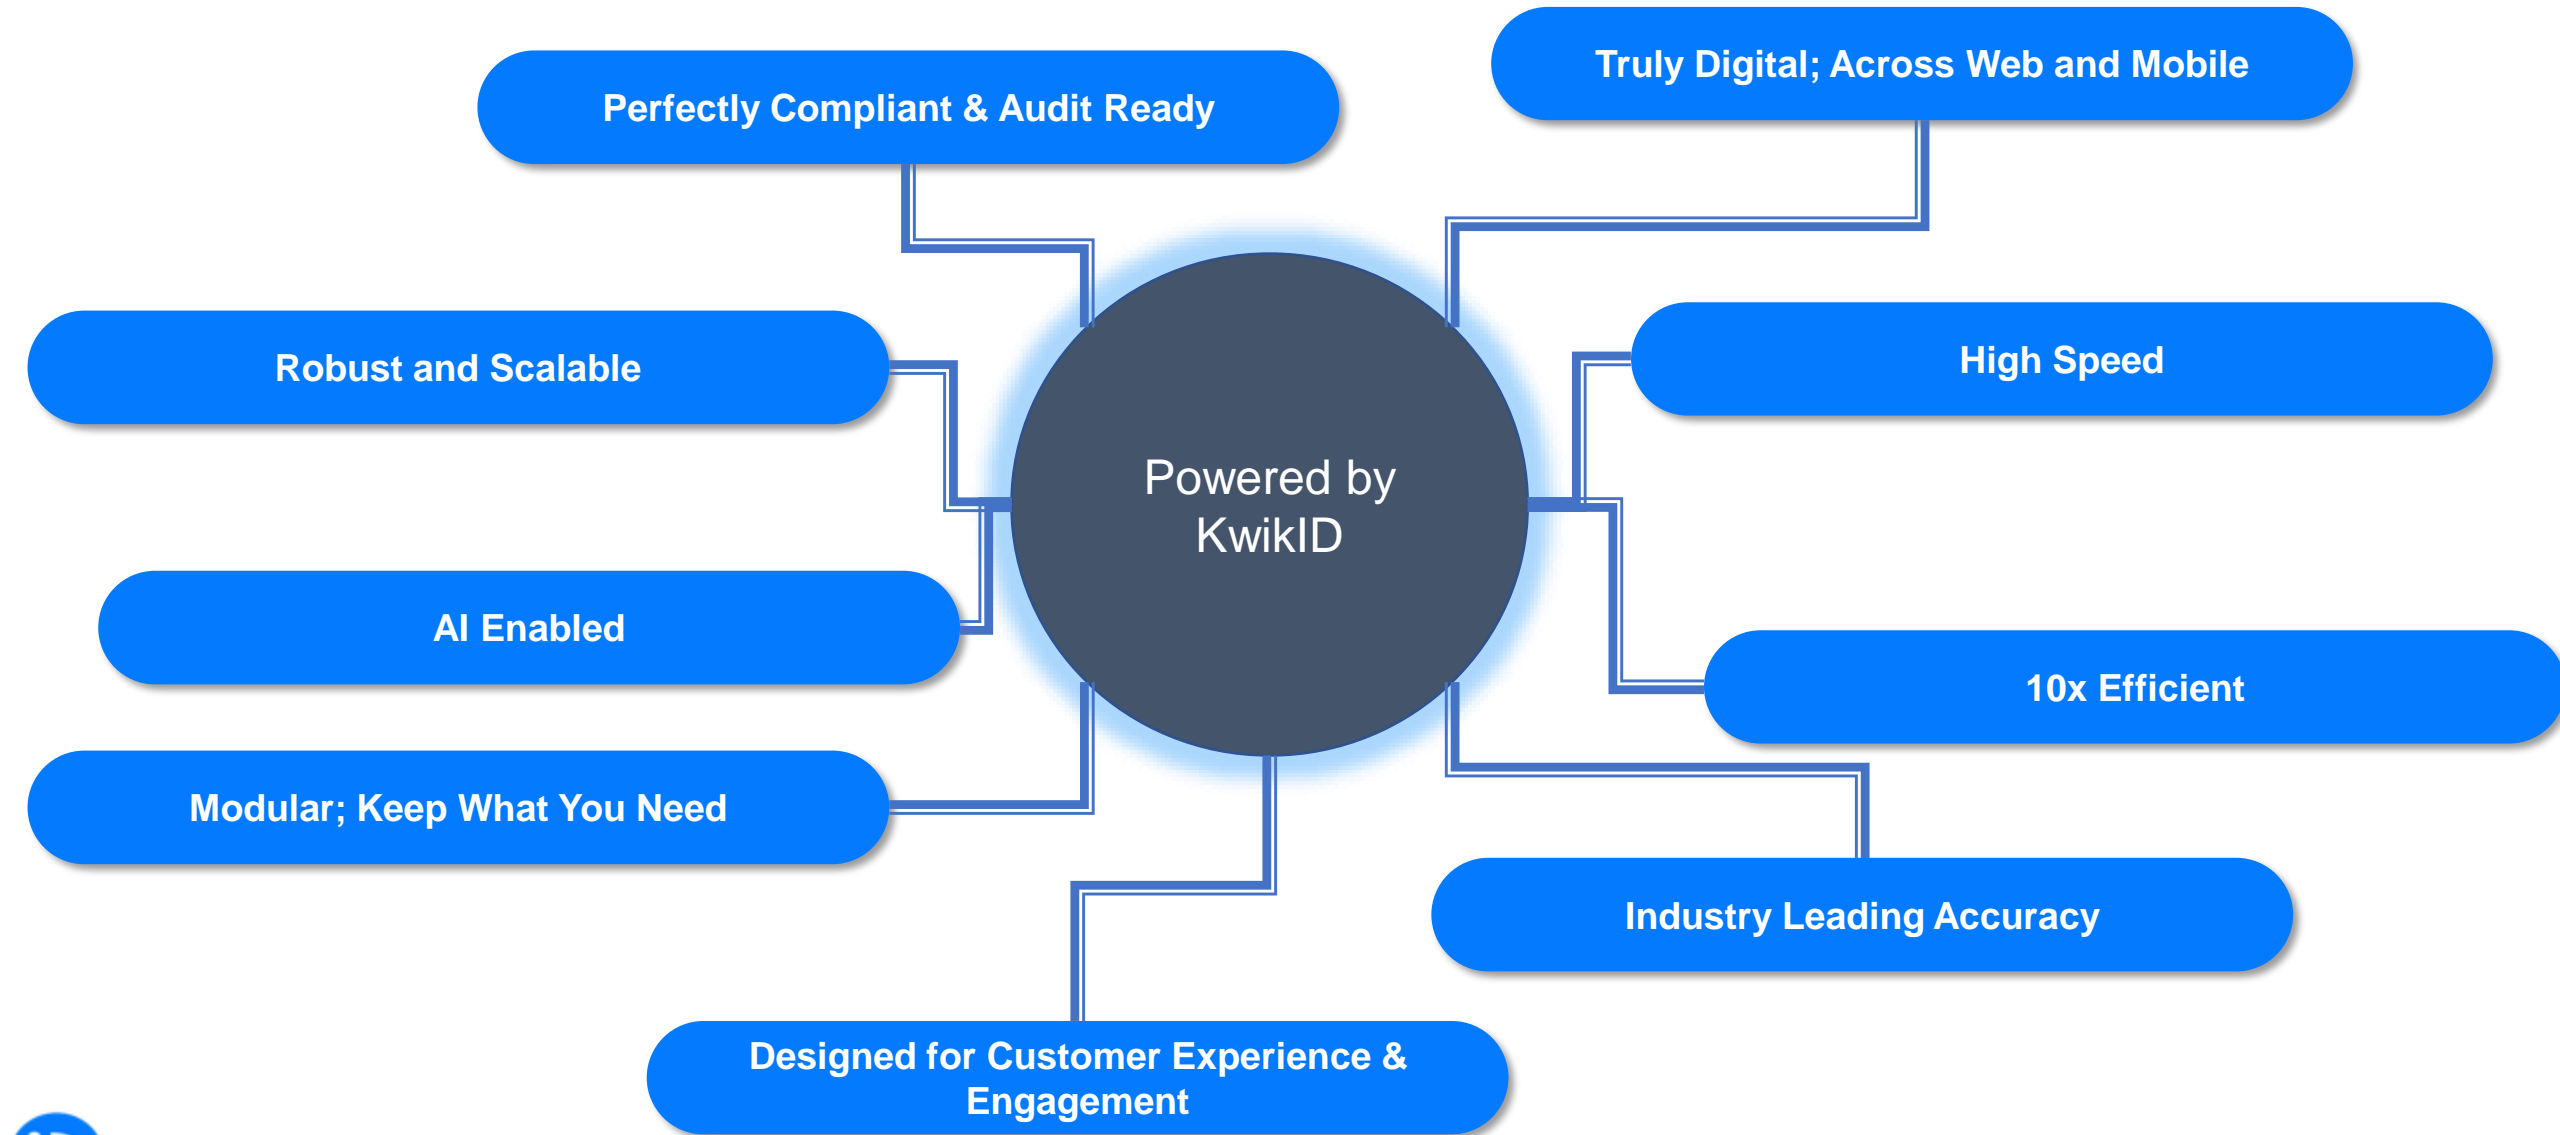 Truly Digital; Across Web and Mobile
Perfectly Compliant & Audit Ready
Robust and Scalable
High Speed
Powered by
KwikID
AI Enabled
10x Efficient
Modular; Keep What You Need
Industry Leading Accuracy
Designed for Customer Experience &
Engagement